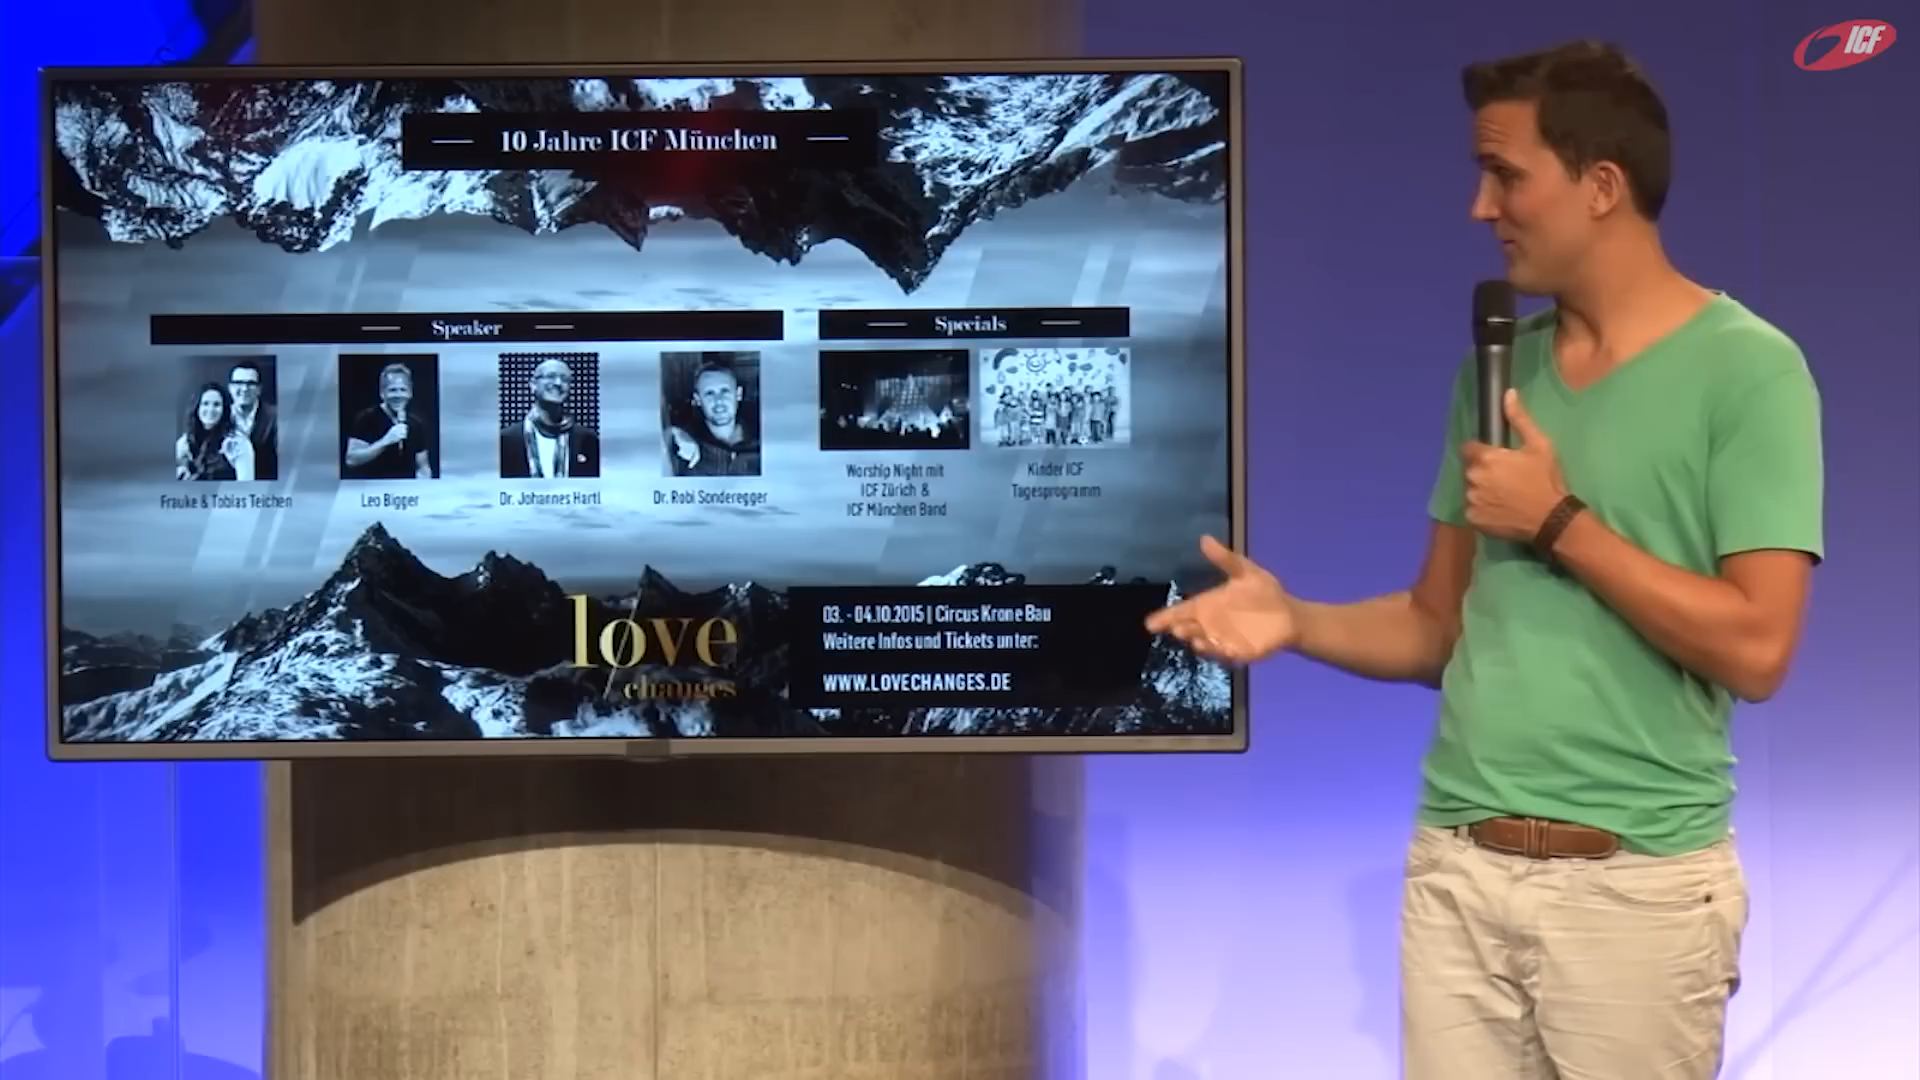 ICF
10 Jahre ICF München
Speaker
Specials
Frauke & Tobias Teichen
Leo Bigger
Dr. Johannes Hartl
Dr. Robi Sonderegger
Worship Night mit
ICF Zürich &
ICF München Band
Kinder ICF
Tagesprogramm
love
changes
03. - 04.10.2015 | Circus Krone Bau
Weitere Infos und Tickets unter:
WWW.LOVECHANGES.DE